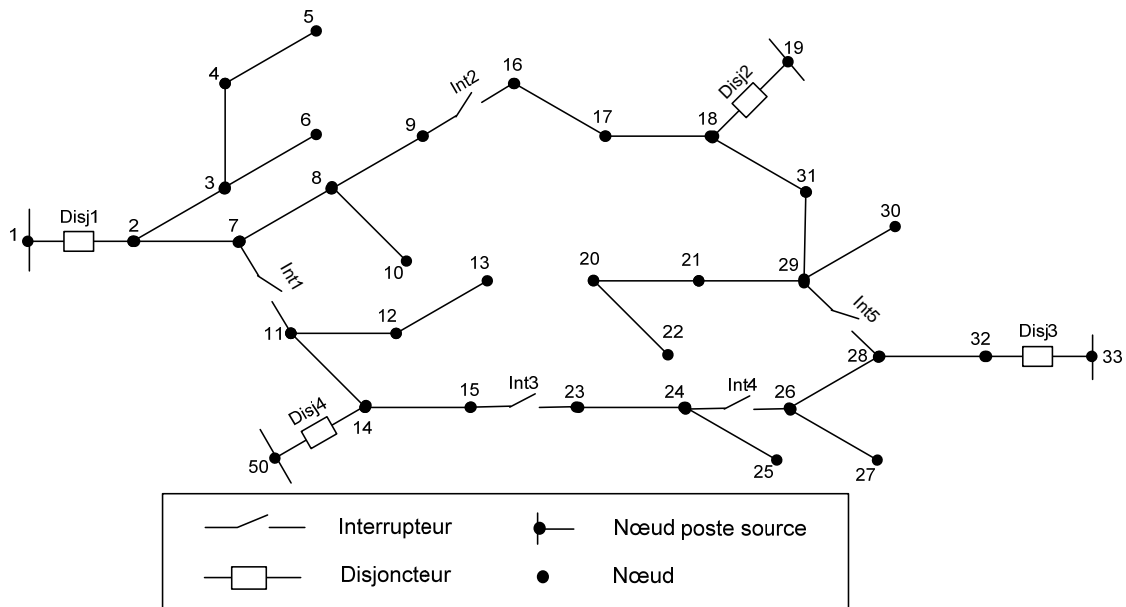 5
19
4
Int2
16
Disj2
6
9
17
18
3
8
31
30
1
Disj1
2
7
10
Int1
13
20
21
29
11
12
22
Int5
28
32
Disj3
33
15
Int3
23
24
Int4
26
Disj4
14
50
25
27
Interrupteur
Nœud poste source
Disjoncteur
Nœud